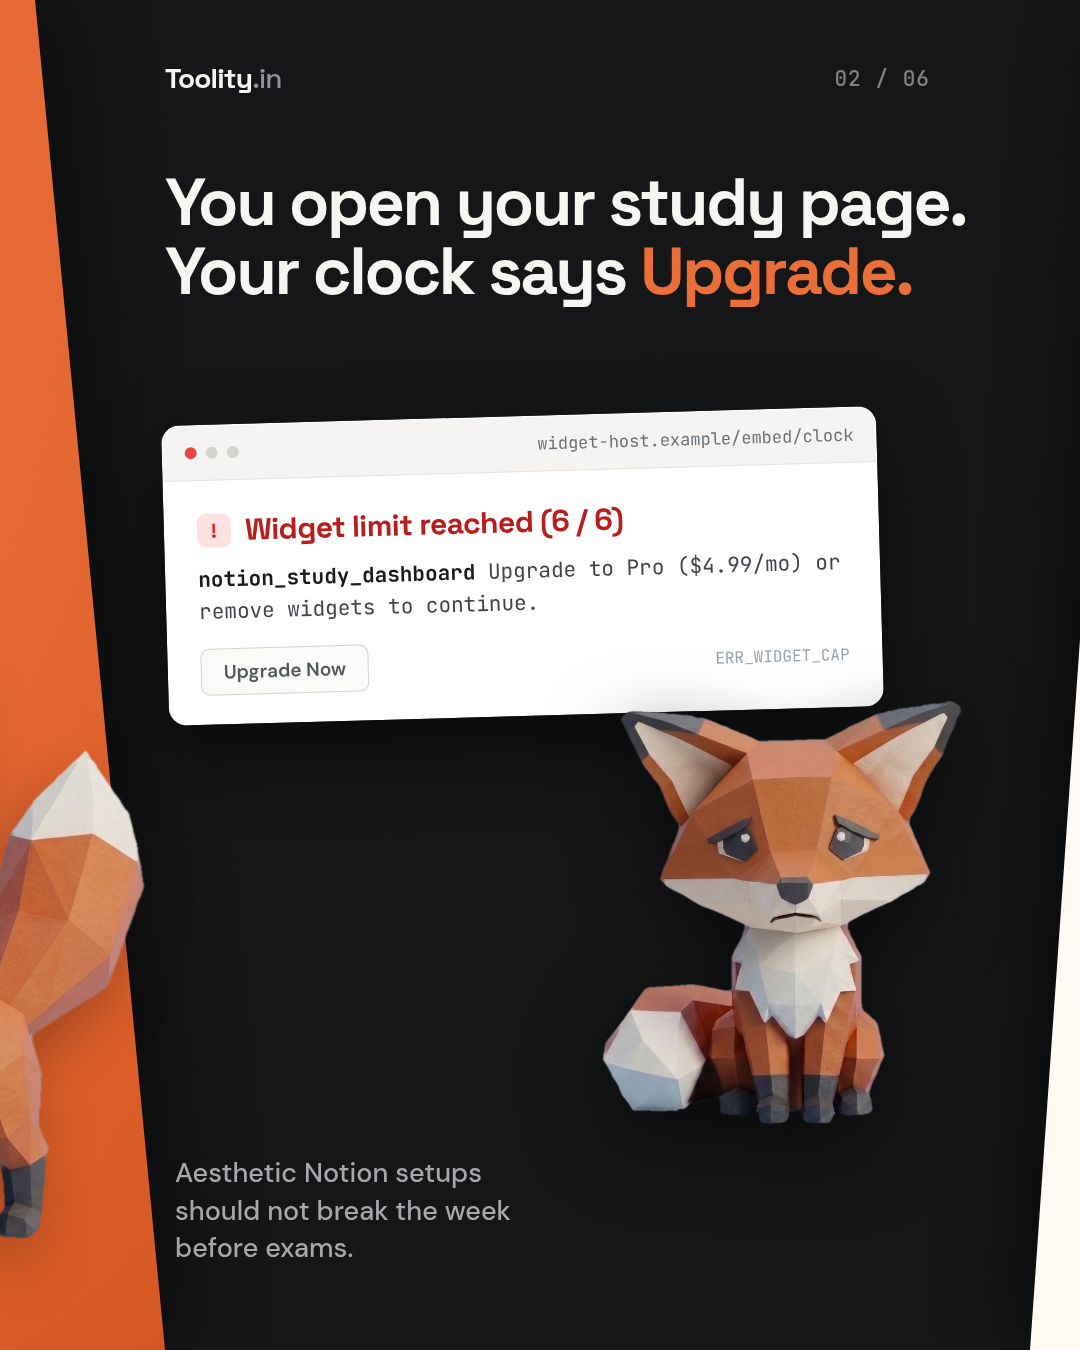 Toolity.in
02 / 06
You open your study page.
Your clock says Upgrade.
widget-host.example/embed/clock
! Widget limit reached (6 / 6)
notion_study_dashboard Upgrade to Pro ($4.99/mo) or
remove widgets to continue.
Upgrade Now
ERR_WIDGET_CAP
Aesthetic Notion setups
should not break the week
before exams.